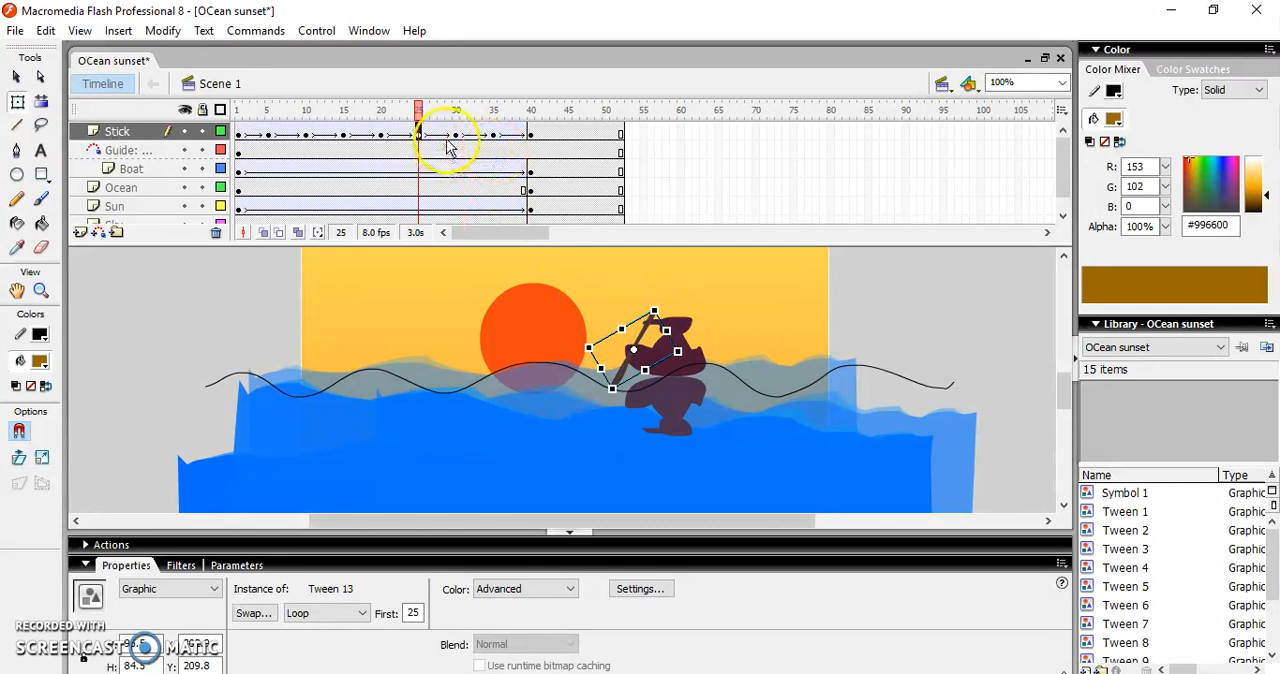 Macromedia Flash Professional 8 - [OCean sunset*]
File Edit View Insert Modify Text Commands Control Window Help
Tools
OCean sunset*
Timeline Scene 1 100%
1 5 10 15 20 25 30 35 40 45 50 55 60 65 70 75 80 85 90 95 100 105
Stick
Guide: ...
Boat
Ocean
Sun
25 8.0 fps 3.0s
View
Colors
Options
Color
Color Mixer Color Swatches
Type: Solid
R: 153
G: 102
B: 0
Alpha: 100% #996600
Library - OCean sunset
OCean sunset
15 items
Name Type
Symbol 1 Graphic
Tween 1 Graphic
Tween 2 Graphic
Tween 3 Graphic
Tween 4 Graphic
Tween 5 Graphic
Tween 6 Graphic
Tween 7 Graphic
Tween 8 Graphic
Tween 9 Graphic
Actions
Properties Filters Parameters
Graphic Instance of: Tween 13 Color: Advanced Settings...
Swap... Loop First: 25
Blend: Normal
Use runtime bitmap caching
H: 84.5 Y: 209.8
RECORDED WITH
SCREENCAST MATIC